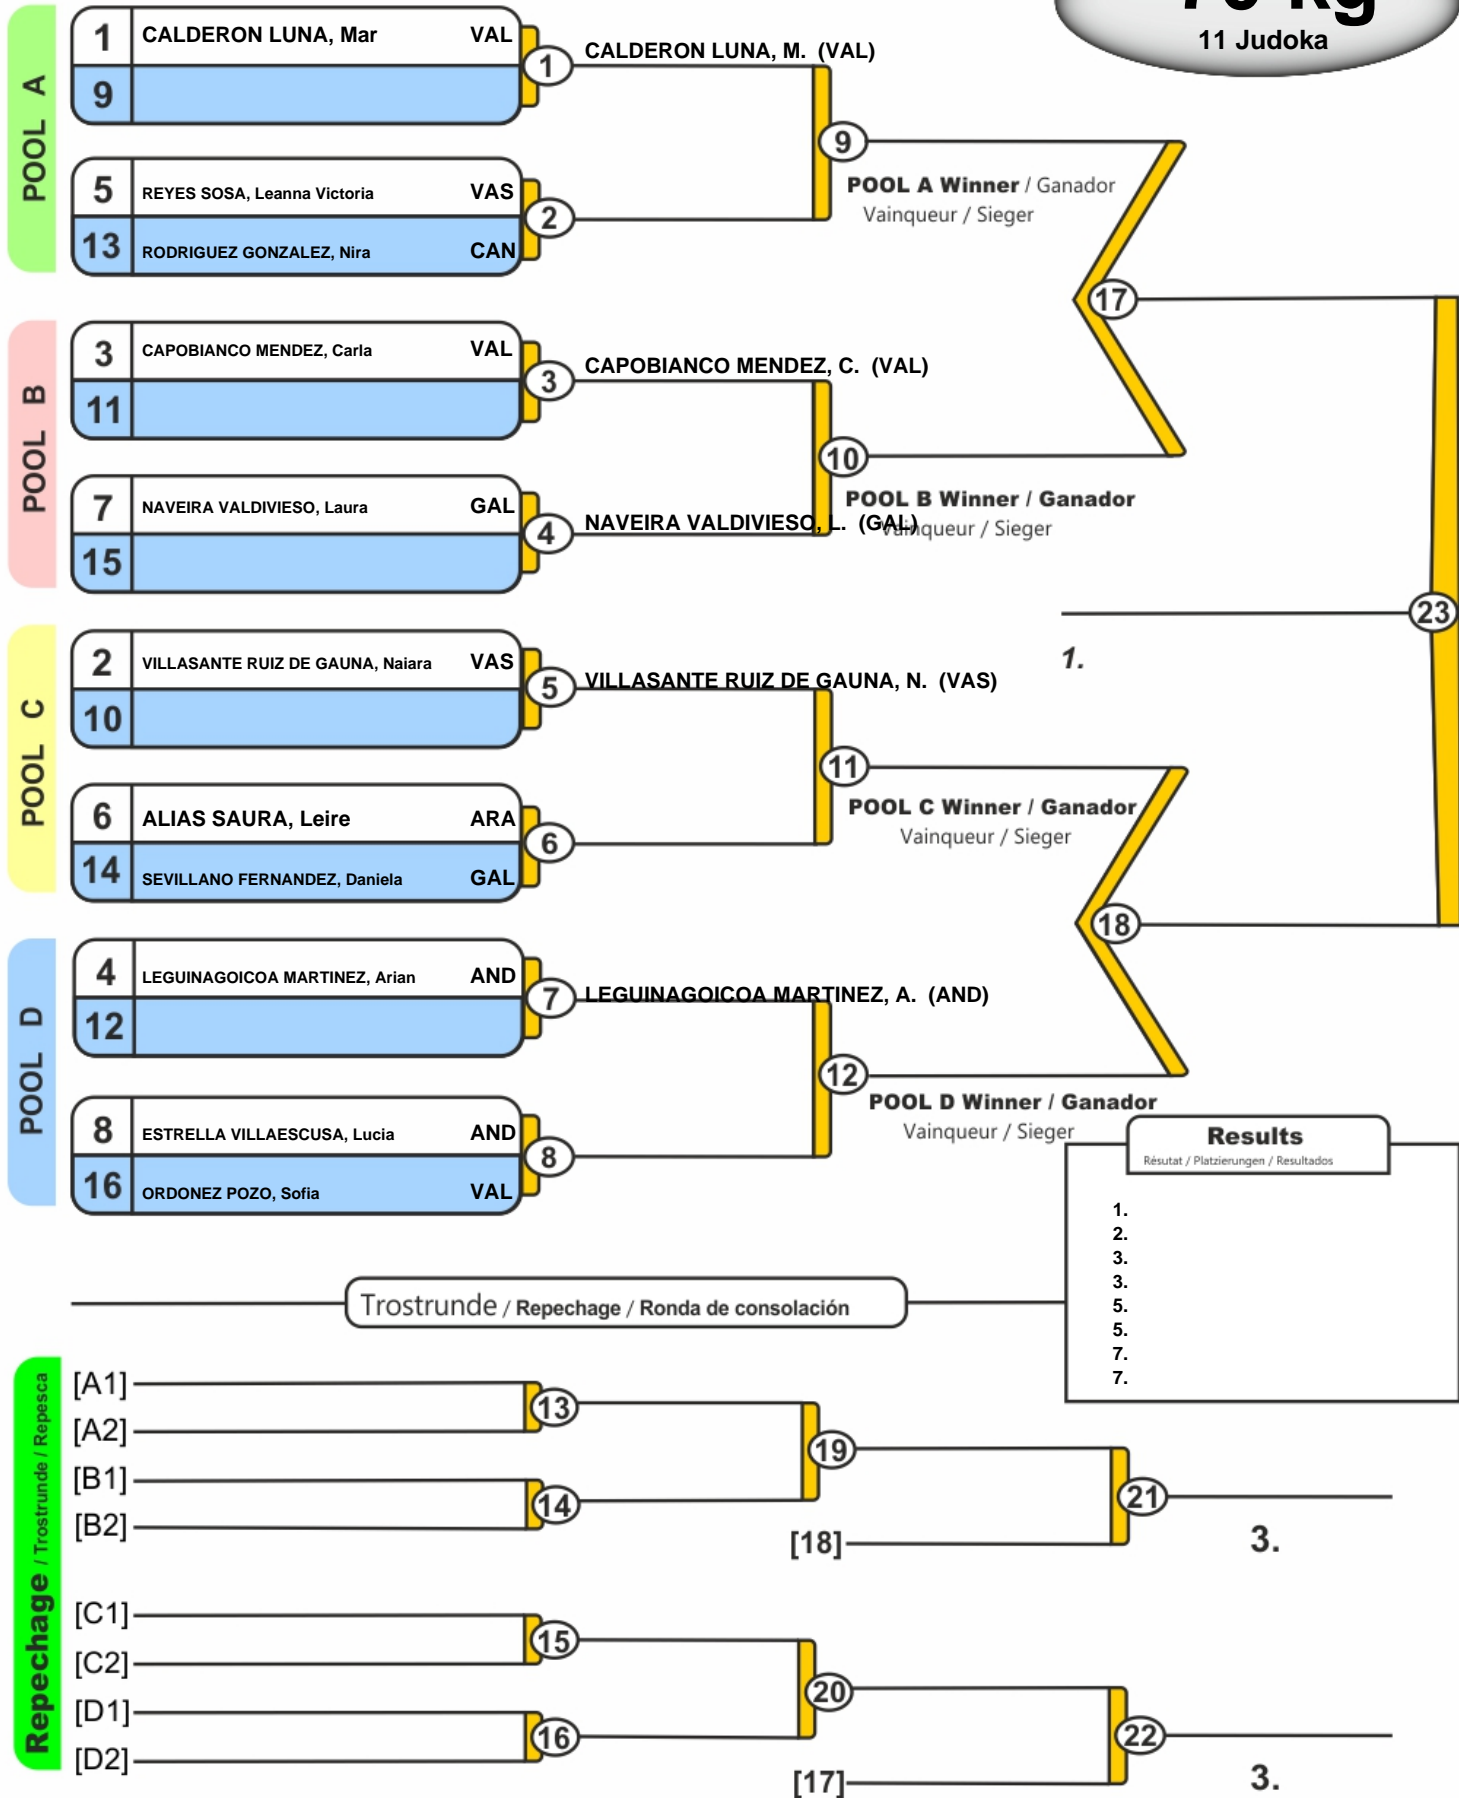 11 Judoka
POOL A
1 CALDERON LUNA, Mar VAL
9
1
CALDERON LUNA, M. (VAL)
5 REYES SOSA, Leanna Victoria VAS
13 RODRIGUEZ GONZALEZ, Nira CAN
2
9
POOL A Winner / Ganador
Vainqueur / Sieger
17
POOL B
3 CAPOBIANCO MENDEZ, Carla VAL
11
3
CAPOBIANCO MENDEZ, C. (VAL)
7 NAVEIRA VALDIVIESO, Laura GAL
15
4
NAVEIRA VALDIVIESO, L. (GAL)
10
POOL B Winner / Ganador
Vainqueur / Sieger
23
1.
POOL C
2 VILLASANTE RUIZ DE GAUNA, Naiara VAS
10
5
VILLASANTE RUIZ DE GAUNA, N. (VAS)
6 ALIAS SAURA, Leire ARA
14 SEVILLANO FERNANDEZ, Daniela GAL
6
11
POOL C Winner / Ganador
Vainqueur / Sieger
18
POOL D
4 LEGUINAGOICOA MARTINEZ, Arian AND
12
7
LEGUINAGOICOA MARTINEZ, A. (AND)
8 ESTRELLA VILLAESCUSA, Lucia AND
16 ORDONEZ POZO, Sofia VAL
8
12
POOL D Winner / Ganador
Vainqueur / Sieger
Results
Résutat / Platzierungen / Resultados
1.
2.
3.
3.
5.
5.
7.
7.
Trostrunde / Repechage / Ronda de consolación
Repechage / Trostrunde / Repesca
[A1]
[A2]
13
[B1]
[B2]
14
19
[18]
21
3.
[C1]
[C2]
15
[D1]
[D2]
16
20
[17]
22
3.